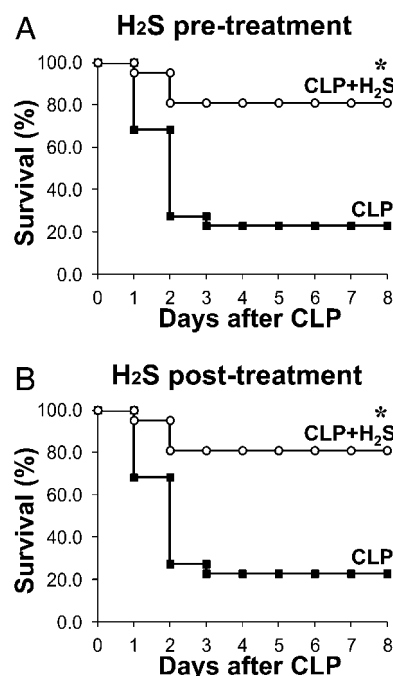 A
H2S pre-treatment
Survival (%)
100.0
80.0
60.0
40.0
20.0
0.0
*
CLP+H2S
CLP
0 1 2 3 4 5 6 7 8
Days after CLP
B
H2S post-treatment
Survival (%)
100.0
80.0
60.0
40.0
20.0
0.0
*
CLP+H2S
CLP
0 1 2 3 4 5 6 7 8
Days after CLP